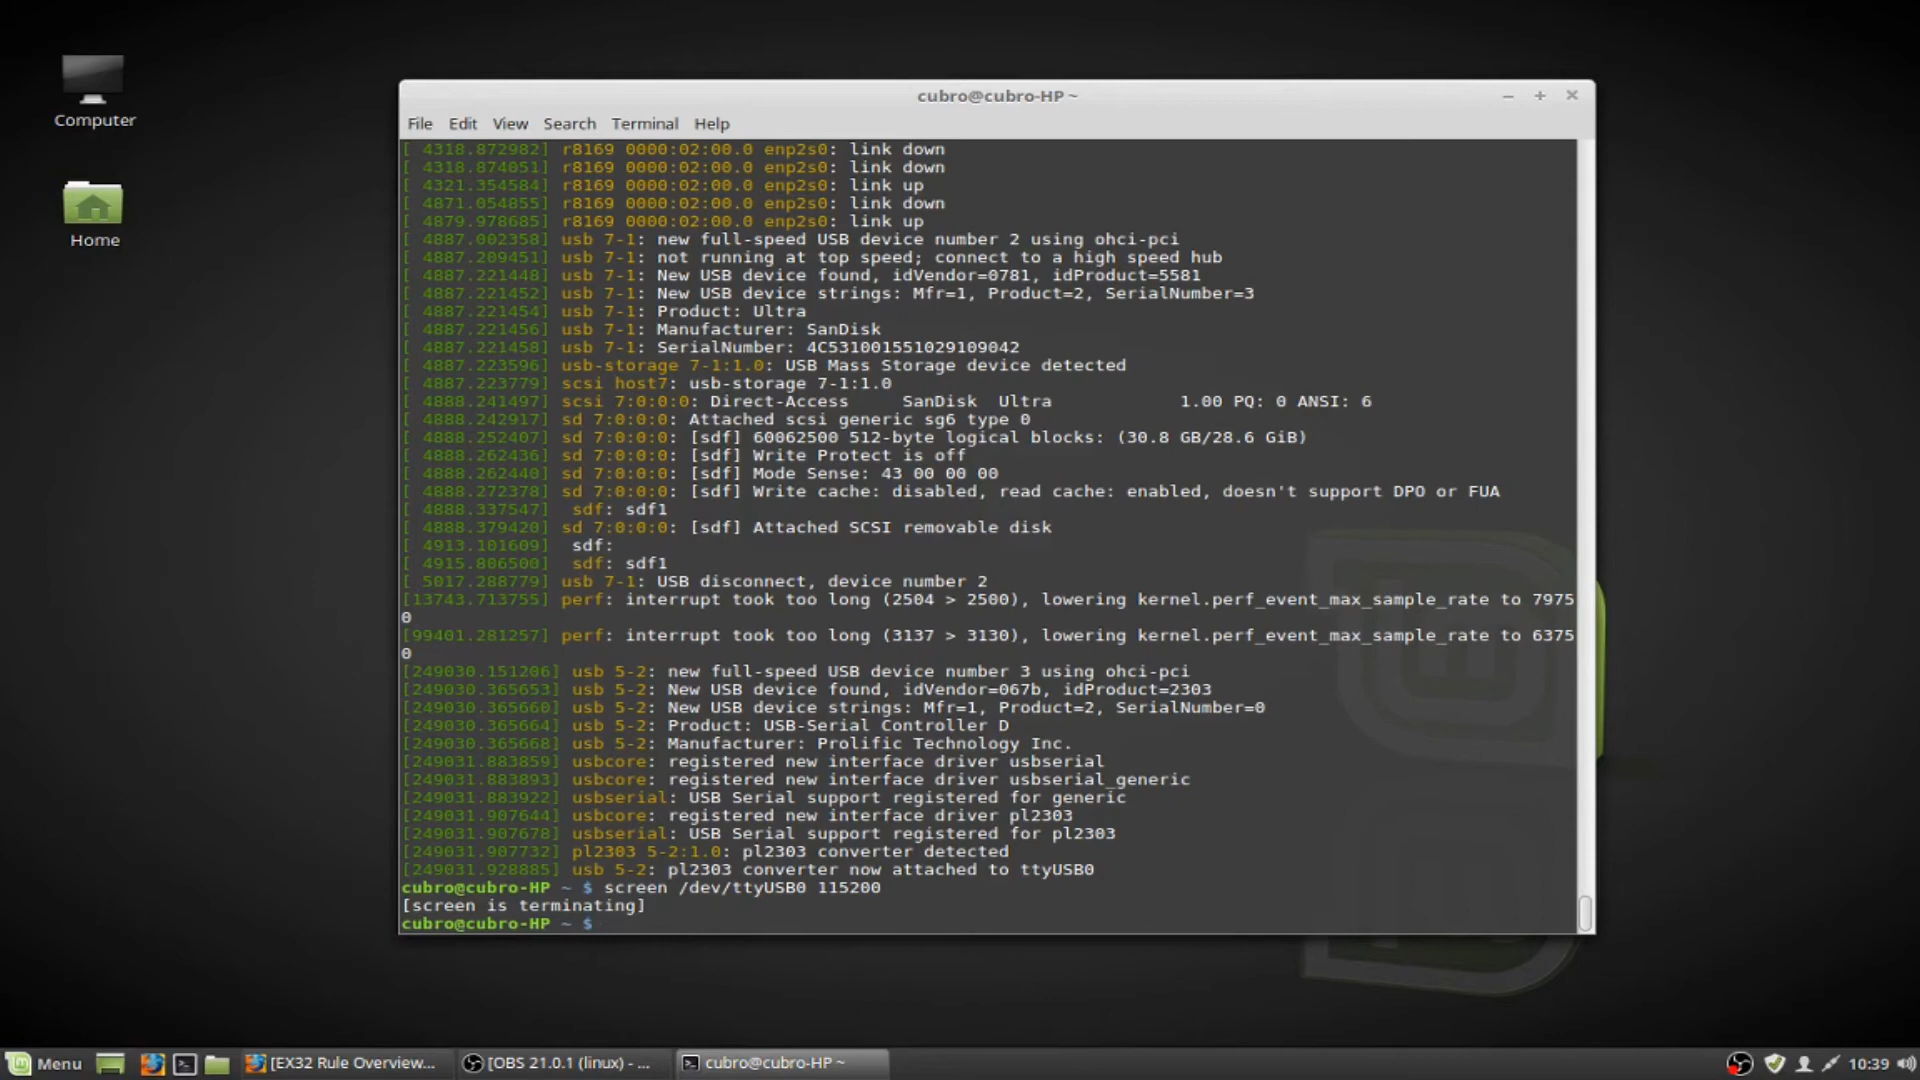 Computer
Home
cubro@cubro-HP ~
File Edit View Search Terminal Help
[ 4318.872982] r8169 0000:02:00.0 enp2s0: link down
[ 4318.874051] r8169 0000:02:00.0 enp2s0: link down
[ 4321.354584] r8169 0000:02:00.0 enp2s0: link up
[ 4871.054855] r8169 0000:02:00.0 enp2s0: link down
[ 4879.978685] r8169 0000:02:00.0 enp2s0: link up
[ 4887.002358] usb 7-1: new full-speed USB device number 2 using ohci-pci
[ 4887.209451] usb 7-1: not running at top speed; connect to a high speed hub
[ 4887.221448] usb 7-1: New USB device found, idVendor=0781, idProduct=5581
[ 4887.221452] usb 7-1: New USB device strings: Mfr=1, Product=2, SerialNumber=3
[ 4887.221454] usb 7-1: Product: Ultra
[ 4887.221456] usb 7-1: Manufacturer: SanDisk
[ 4887.221458] usb 7-1: SerialNumber: 4C531001551029109042
[ 4887.223596] usb-storage 7-1:1.0: USB Mass Storage device detected
[ 4887.223779] scsi host7: usb-storage 7-1:1.0
[ 4888.241497] scsi 7:0:0:0: Direct-Access     SanDisk  Ultra            1.00 PQ: 0 ANSI: 6
[ 4888.242917] sd 7:0:0:0: Attached scsi generic sg6 type 0
[ 4888.252407] sd 7:0:0:0: [sdf] 60062500 512-byte logical blocks: (30.8 GB/28.6 GiB)
[ 4888.262436] sd 7:0:0:0: [sdf] Write Protect is off
[ 4888.262440] sd 7:0:0:0: [sdf] Mode Sense: 43 00 00 00
[ 4888.272378] sd 7:0:0:0: [sdf] Write cache: disabled, read cache: enabled, doesn't support DPO or FUA
[ 4888.337547]  sdf: sdf1
[ 4888.379420] sd 7:0:0:0: [sdf] Attached SCSI removable disk
[ 4913.101609]  sdf:
[ 4915.806500]  sdf: sdf1
[ 5017.288779] usb 7-1: USB disconnect, device number 2
[13743.713755] perf: interrupt took too long (2504 > 2500), lowering kernel.perf_event_max_sample_rate to 7975
0
[99401.281257] perf: interrupt took too long (3137 > 3130), lowering kernel.perf_event_max_sample_rate to 6375
0
[249030.151206] usb 5-2: new full-speed USB device number 3 using ohci-pci
[249030.365653] usb 5-2: New USB device found, idVendor=067b, idProduct=2303
[249030.365660] usb 5-2: New USB device strings: Mfr=1, Product=2, SerialNumber=0
[249030.365664] usb 5-2: Product: USB-Serial Controller D
[249030.365668] usb 5-2: Manufacturer: Prolific Technology Inc.
[249031.883859] usbcore: registered new interface driver usbserial
[249031.883893] usbcore: registered new interface driver usbserial_generic
[249031.883922] usbserial: USB Serial support registered for generic
[249031.907644] usbcore: registered new interface driver pl2303
[249031.907678] usbserial: USB Serial support registered for pl2303
[249031.907732] pl2303 5-2:1.0: pl2303 converter detected
[249031.928885] usb 5-2: pl2303 converter now attached to ttyUSB0
cubro@cubro-HP ~ $ screen /dev/ttyUSB0 115200
[screen is terminating]
cubro@cubro-HP ~ $
Menu [EX32 Rule Overview... [OBS 21.0.1 (linux) - ... cubro@cubro-HP ~ 10:39